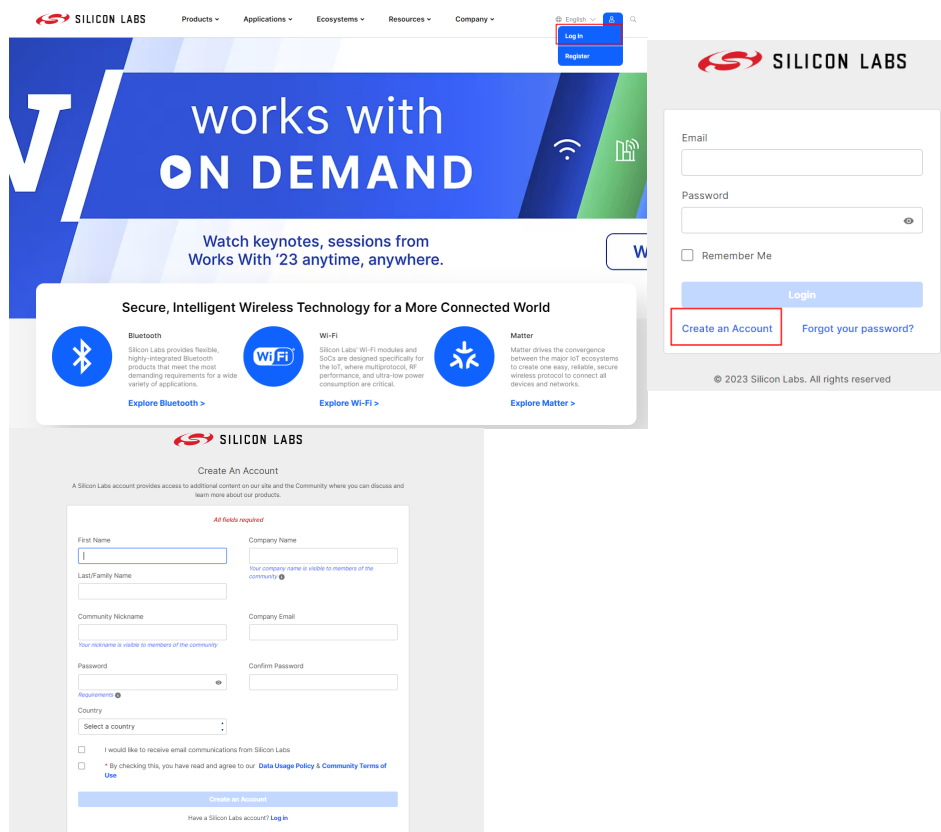 SILICON LABS
Products
Applications
Ecosystems
Resources
Company
English
Log In
Register
works with
ON DEMAND
Watch keynotes, sessions from
Works With ‘23 anytime, anywhere.
W
Secure, Intelligent Wireless Technology for a More Connected World
Bluetooth
Silicon Labs provides flexible,
highly-integrated Bluetooth
products that meet the most
demanding requirements for a wide
variety of applications.
Explore Bluetooth >
WiFi
Wi-Fi
Silicon Labs' Wi-Fi modules and
SoCs are designed specifically for
the IoT, where multiprotocol, RF
performance, and ultra-low power
consumption are critical.
Explore Wi-Fi >
Matter
Matter drives the convergence
between the major IoT ecosystems
to create one easy, reliable, secure
wireless protocol to connect all
devices and networks.
Explore Matter >
SILICON LABS
Email
Password
Remember Me
Login
Create an Account
Forgot your password?
© 2023 Silicon Labs. All rights reserved
SILICON LABS
Create An Account
A Silicon Labs account provides access to additional content on our site and the Community where you can discuss and
learn more about our products.
All fields required
First Name
Company Name
Your company name is visible to members of the
community
Last/Family Name
Community Nickname
Company Email
Your nickname is visible to members of the community
Password
Confirm Password
Requirements
Country
Select a country
I would like to receive email communications from Silicon Labs
* By checking this, you have read and agree to our Data Usage Policy & Community Terms of
Use
Create an Account
Have a Silicon Labs account? Log in